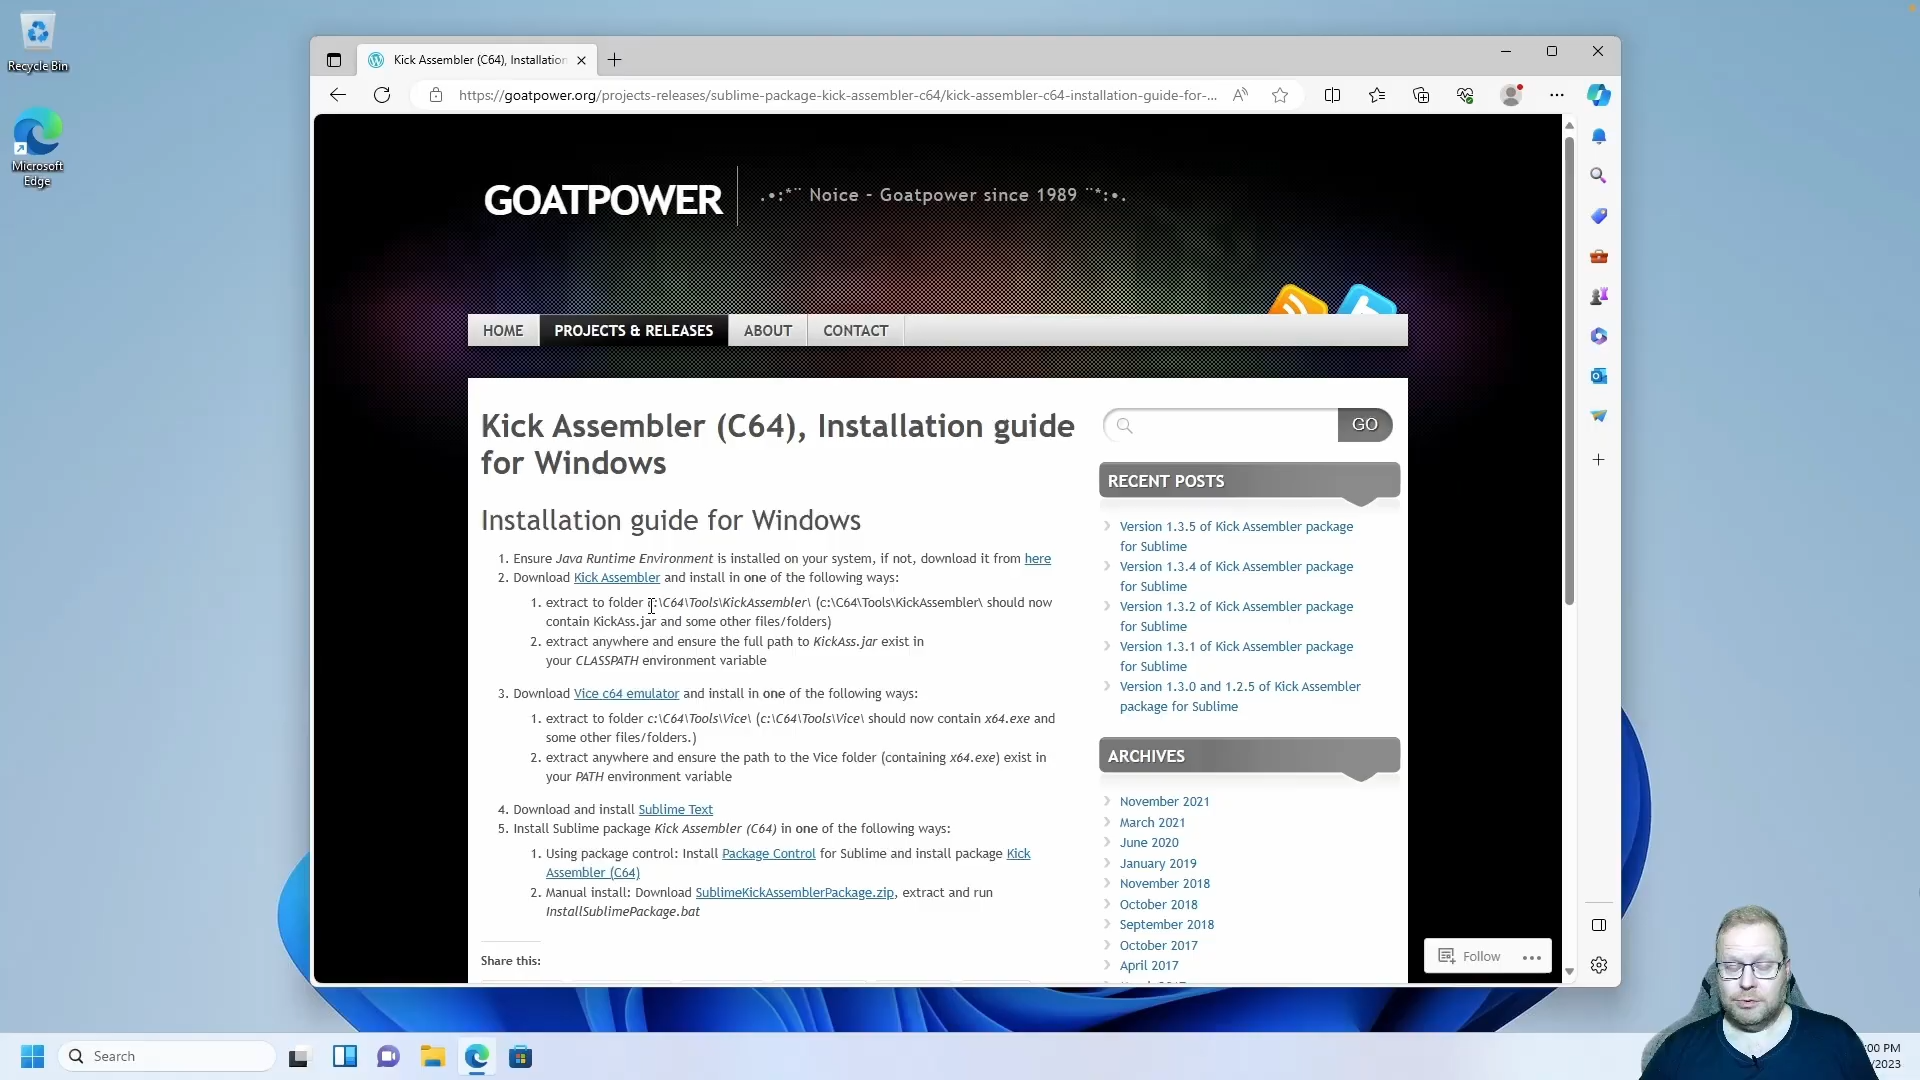 Recycle Bin
Microsoft
Edge
Kick Assembler (C64), Installation
https://goatpower.org/projects-releases/sublime-package-kick-assembler-c64/kick-assembler-c64-installation-guide-for-...
GOATPOWER
.•:*¨ Noice - Goatpower since 1989 ¨*:•.
HOME
PROJECTS & RELEASES
ABOUT
CONTACT
Kick Assembler (C64), Installation guide
for Windows
Installation guide for Windows
1. Ensure Java Runtime Environment is installed on your system, if not, download it from here
2. Download Kick Assembler and install in one of the following ways:
1. extract to folder c:\C64\Tools\KickAssembler\ (c:\C64\Tools\KickAssembler\ should now
contain KickAss.jar and some other files/folders)
2. extract anywhere and ensure the full path to KickAss.jar exist in
your CLASSPATH environment variable
3. Download Vice c64 emulator and install in one of the following ways:
1. extract to folder c:\C64\Tools\Vice\ (c:\C64\Tools\Vice\ should now contain x64.exe and
some other files/folders.)
2. extract anywhere and ensure the path to the Vice folder (containing x64.exe) exist in
your PATH environment variable
4. Download and install Sublime Text
5. Install Sublime package Kick Assembler (C64) in one of the following ways:
1. Using package control: Install Package Control for Sublime and install package Kick
Assembler (C64)
2. Manual install: Download SublimeKickAssemblerPackage.zip, extract and run
InstallSublimePackage.bat
Share this:
GO
RECENT POSTS
Version 1.3.5 of Kick Assembler package
for Sublime
Version 1.3.4 of Kick Assembler package
for Sublime
Version 1.3.2 of Kick Assembler package
for Sublime
Version 1.3.1 of Kick Assembler package
for Sublime
Version 1.3.0 and 1.2.5 of Kick Assembler
package for Sublime
ARCHIVES
November 2021
March 2021
June 2020
January 2019
November 2018
October 2018
September 2018
October 2017
April 2017
Follow
Search
:00 PM
/2023